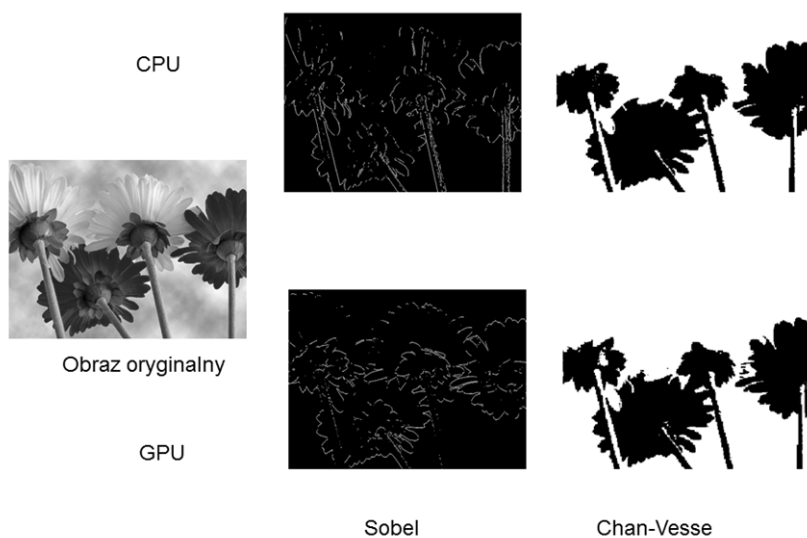 CPU
Obraz oryginalny
GPU
Sobel
Chan-Vesse